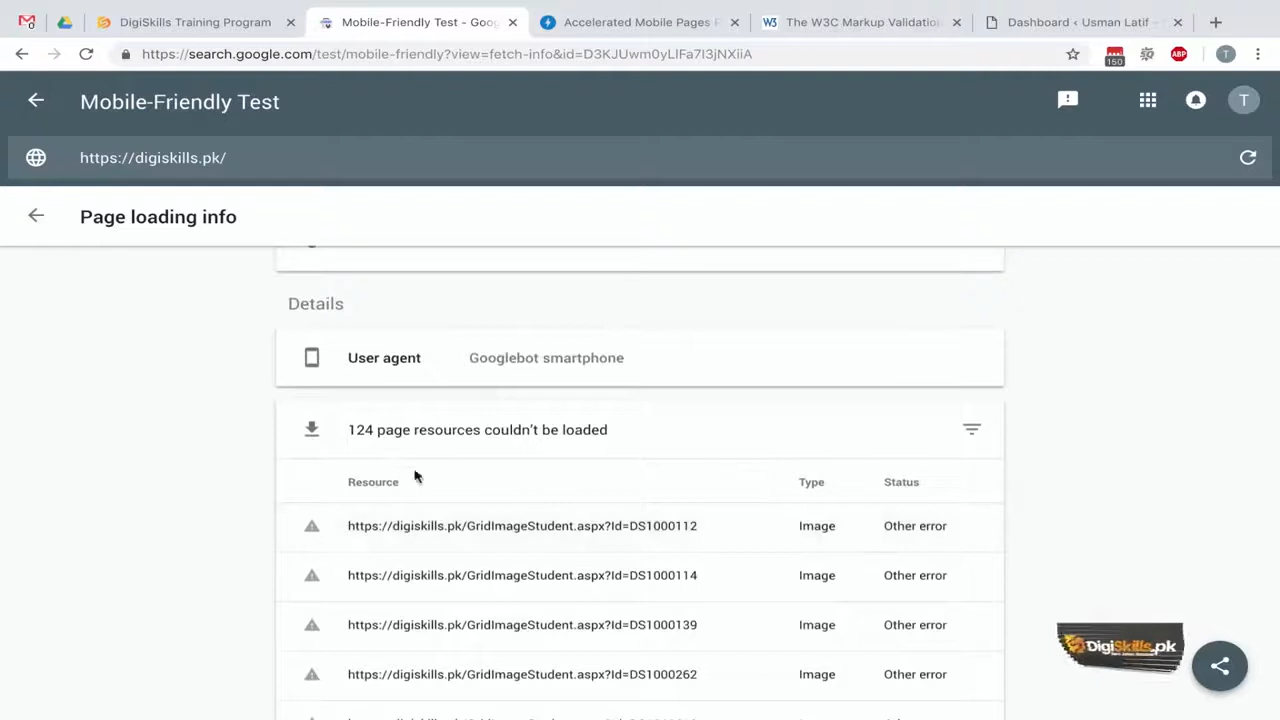 DigiSkills Training Program
Mobile-Friendly Test - Goog
Accelerated Mobile Pages P
The W3C Markup Validation
Dashboard ‹ Usman Latif –
https://search.google.com/test/mobile-friendly?view=fetch-info&id=D3KJUwm0yLlFa7l3jNXiiA
150
ABP
T
Mobile-Friendly Test
T
https://digiskills.pk/
Page loading info
Details
User agent Googlebot smartphone
124 page resources couldn't be loaded
Resource Type Status
https://digiskills.pk/GridImageStudent.aspx?Id=DS1000112 Image Other error
https://digiskills.pk/GridImageStudent.aspx?Id=DS1000114 Image Other error
https://digiskills.pk/GridImageStudent.aspx?Id=DS1000139 Image Other error
https://digiskills.pk/GridImageStudent.aspx?Id=DS1000262 Image Other error
DigiSkills.pk